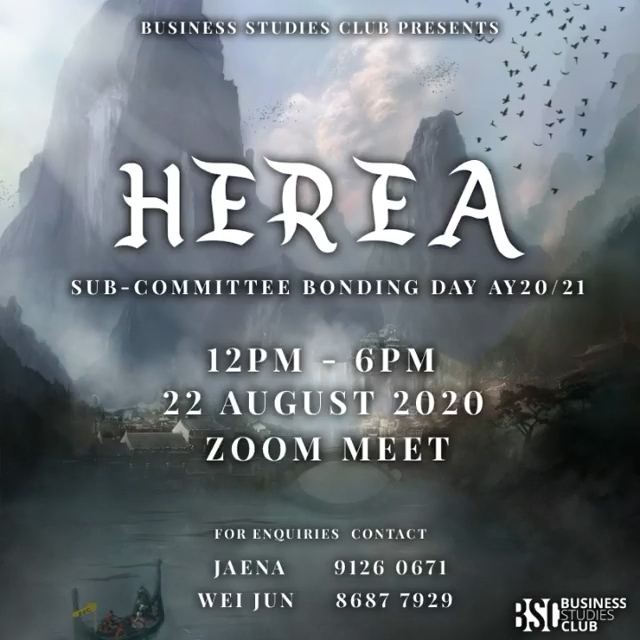 BUSINESS STUDIES CLUB PRESENTS
HEREA
SUB-COMMITTEE BONDING DAY AY20/21
12PM - 6PM
22 AUGUST 2020
ZOOM MEET
FOR ENQUIRIES CONTACT
JAENA 9126 0671
WEI JUN 8687 7929
BSC BUSINESS
STUDIES
CLUB